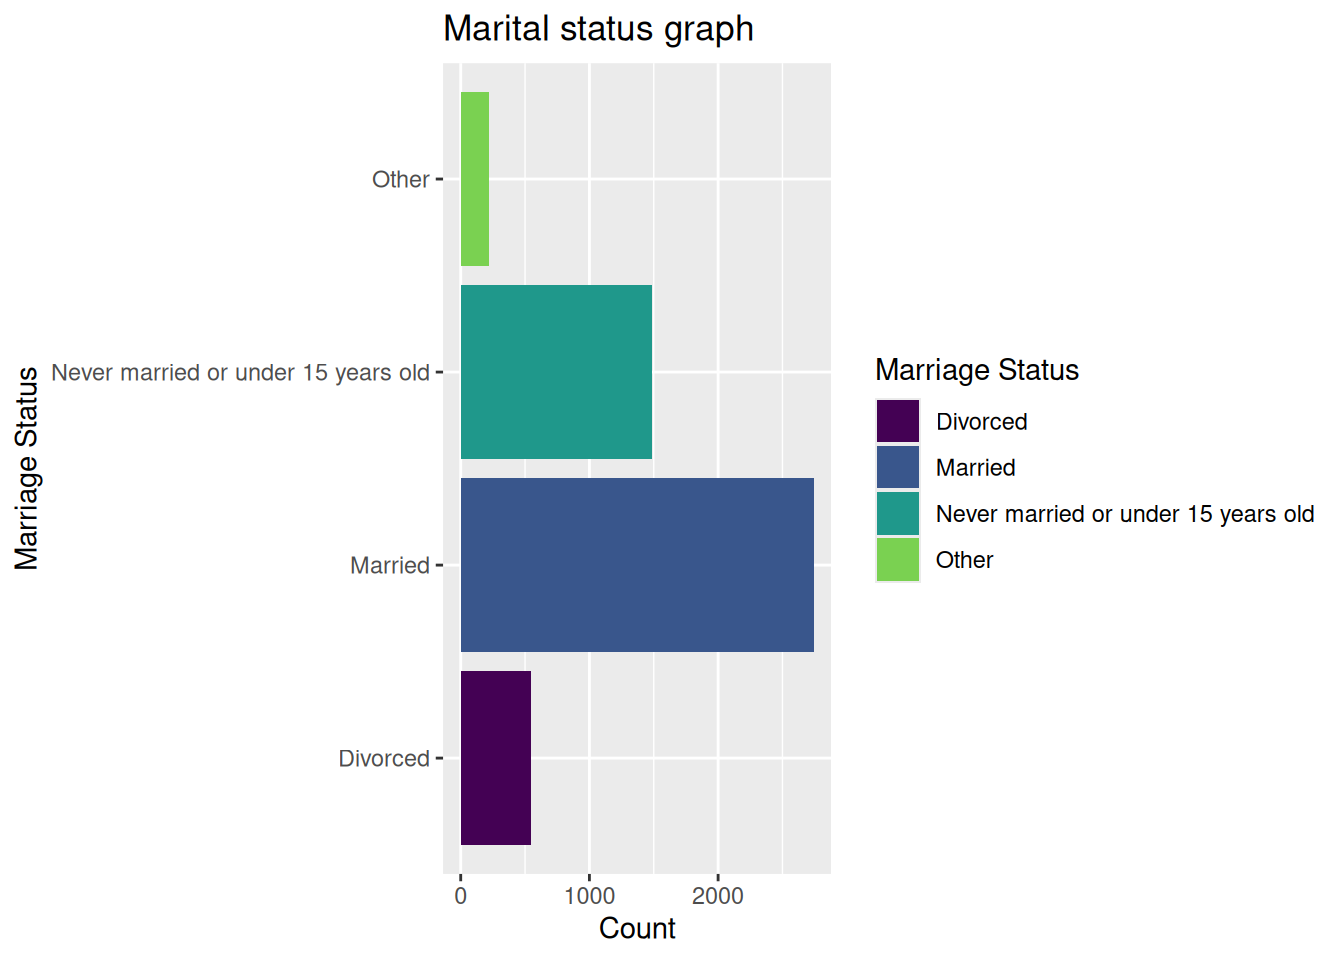 Marital status graph
Other
Never married or under 15 years old
Married
Divorced
Marriage Status
0 1000 2000
Count
Marriage Status
Divorced
Married
Never married or under 15 years old
Other